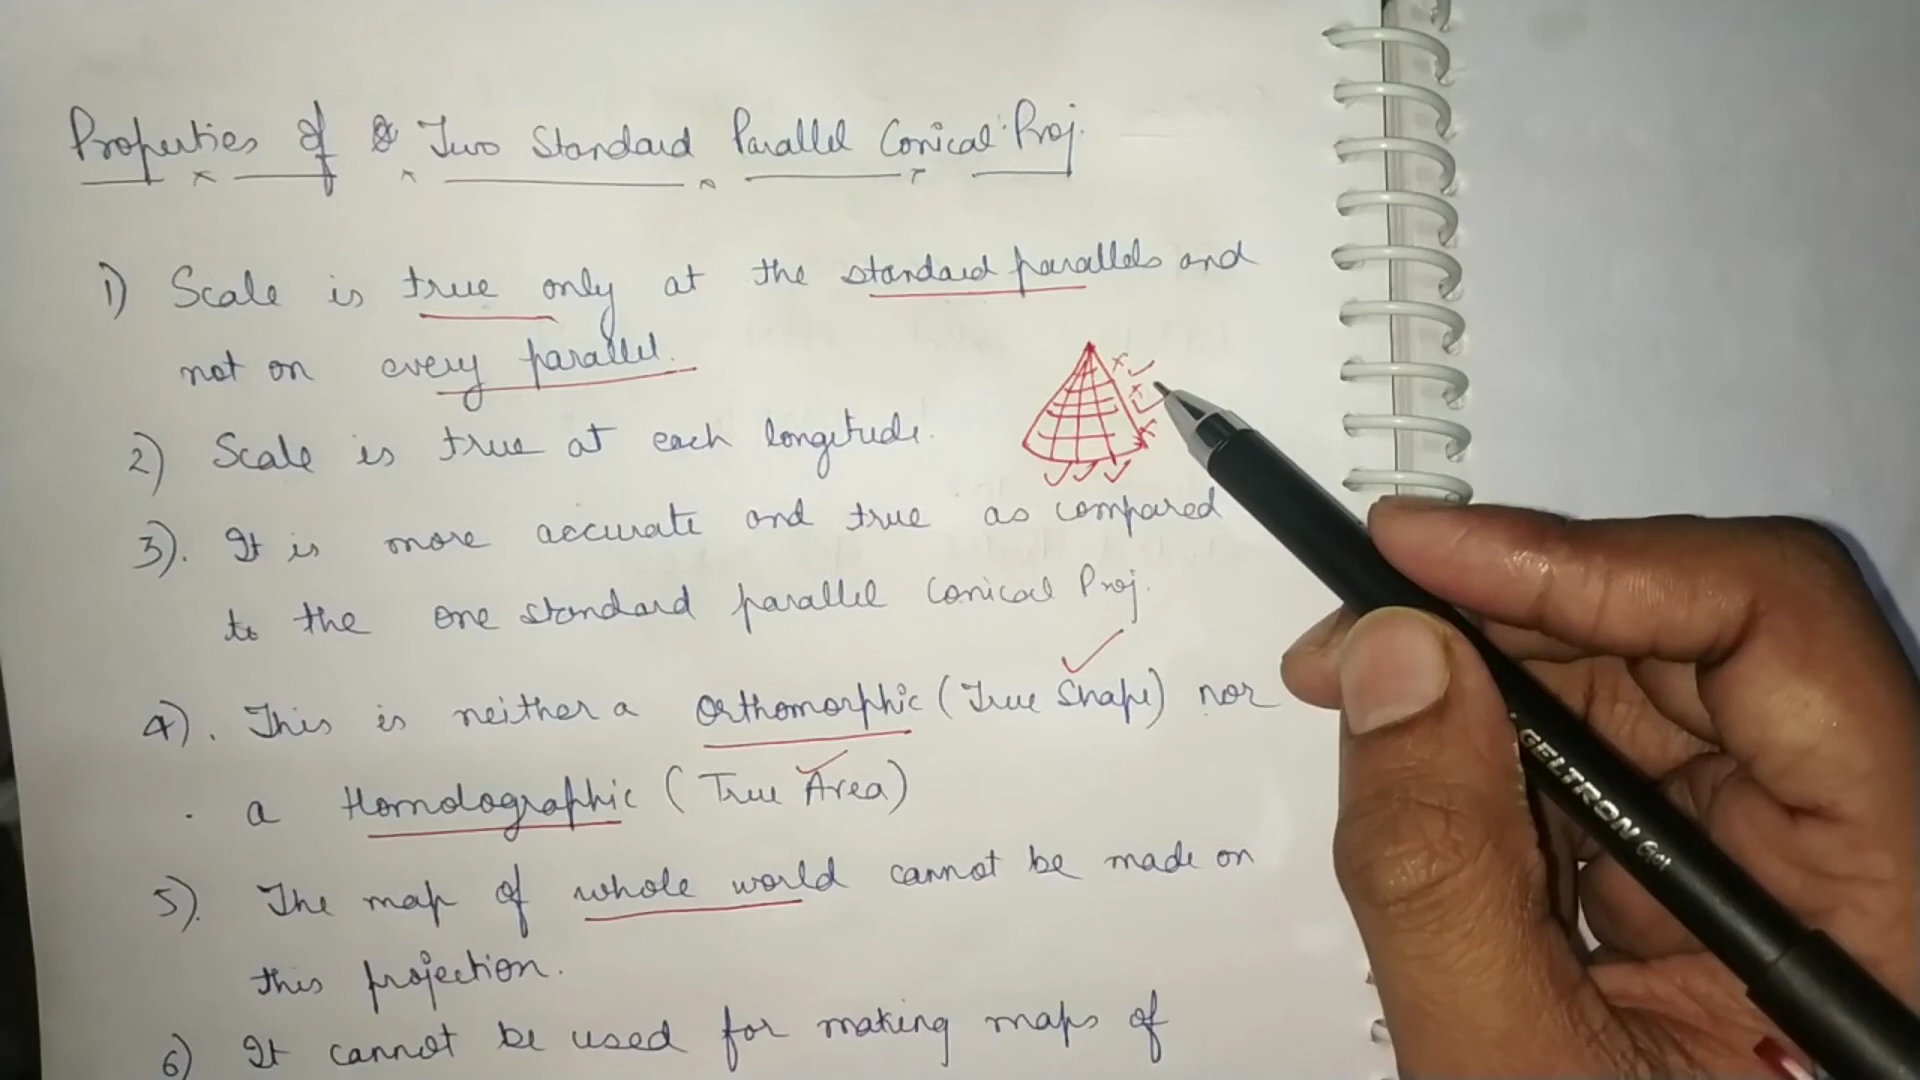 Properties of Two Standard Parallel Conical Proj.
1) Scale is true only at the standard parallels and
not on every parallel.
2) Scale is true at each longitude.
3). It is more accurate and true as compared
to the one standard parallel conical Proj.
4). This is neither a Orthomorphic (True Shape) nor
a Homolographic (True Area)
5). The map of whole world cannot be made on
this projection.
6) It cannot be used for making maps of
GELTRON Gel